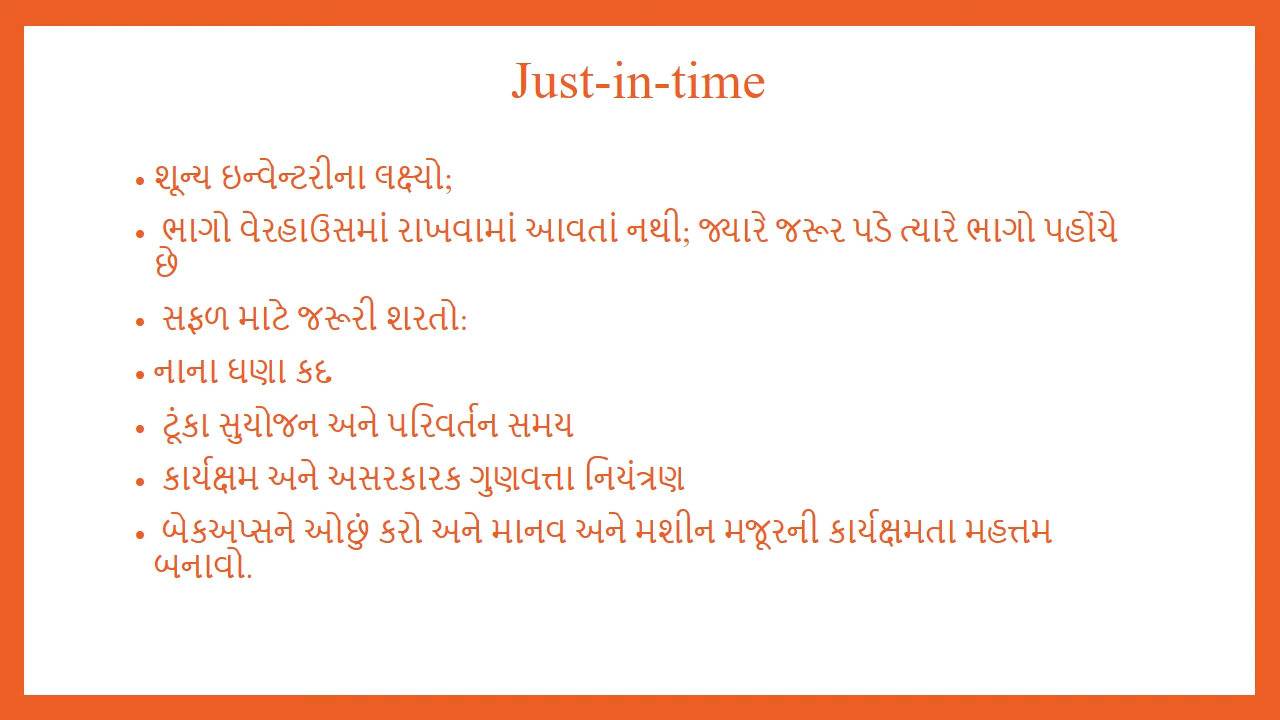 Just-in-time
• શૂન્ય ઇન્વેન્ટરીના લક્ષ્યો;
• ભાગો વેરહાઉસમાં રાખવામાં આવતાં નથી; જ્યારે જરૂર પડે ત્યારે ભાગો પહોંચે
છે
• સફળ માટે જરૂરી શરતો:
• નાના ઘણા કદ
• ટૂંકા સુયોજન અને પરિવર્તન સમય
• કાર્યક્ષમ અને અસરકારક ગુણવત્તા નિયંત્રણ
• બેકઅપ્સને ઓછું કરો અને માનવ અને મશીન મજૂરની કાર્યક્ષમતા મહત્તમ
બનાવો.